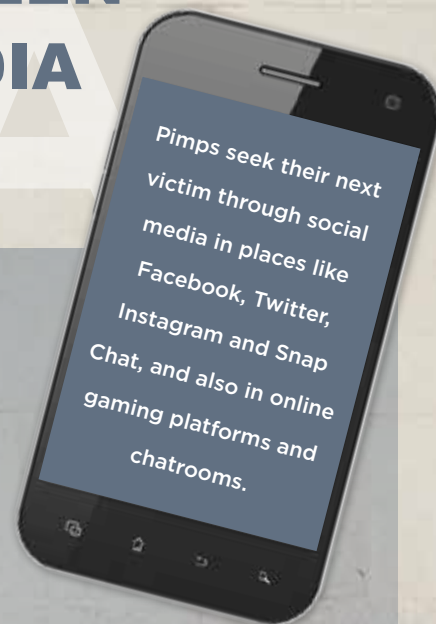 DIA
Pimps seek their next
victim through social
media in places like
Facebook, Twitter,
Instagram and Snap
Chat, and also in online
gaming platforms and
chatrooms.